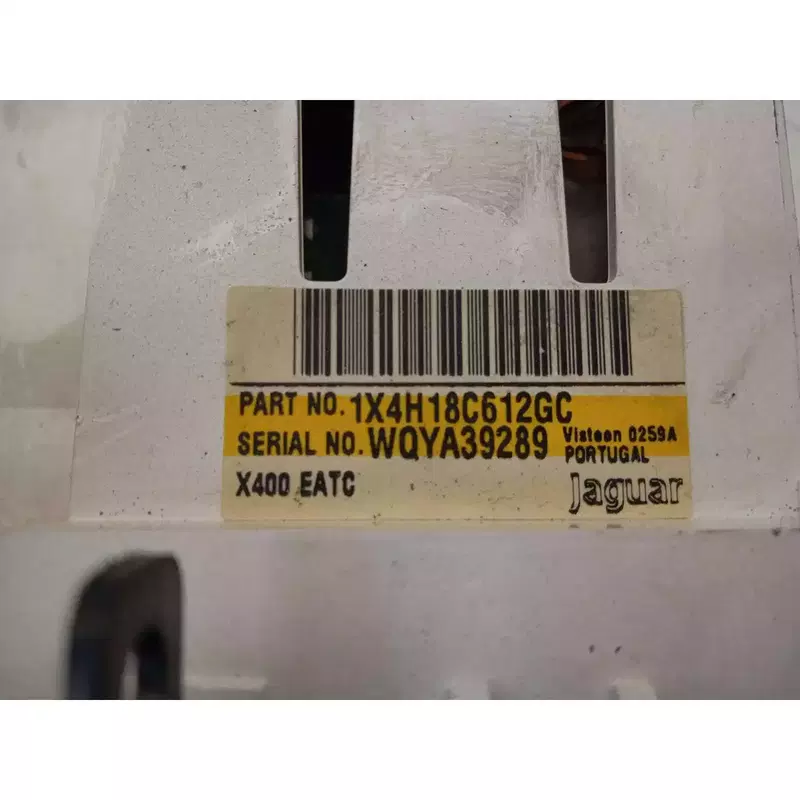 PART NO. 1X4H18C612GC
SERIAL NO. WQYA39289 Visteon 0259A
PORTUGAL
X400 EATC Jaguar